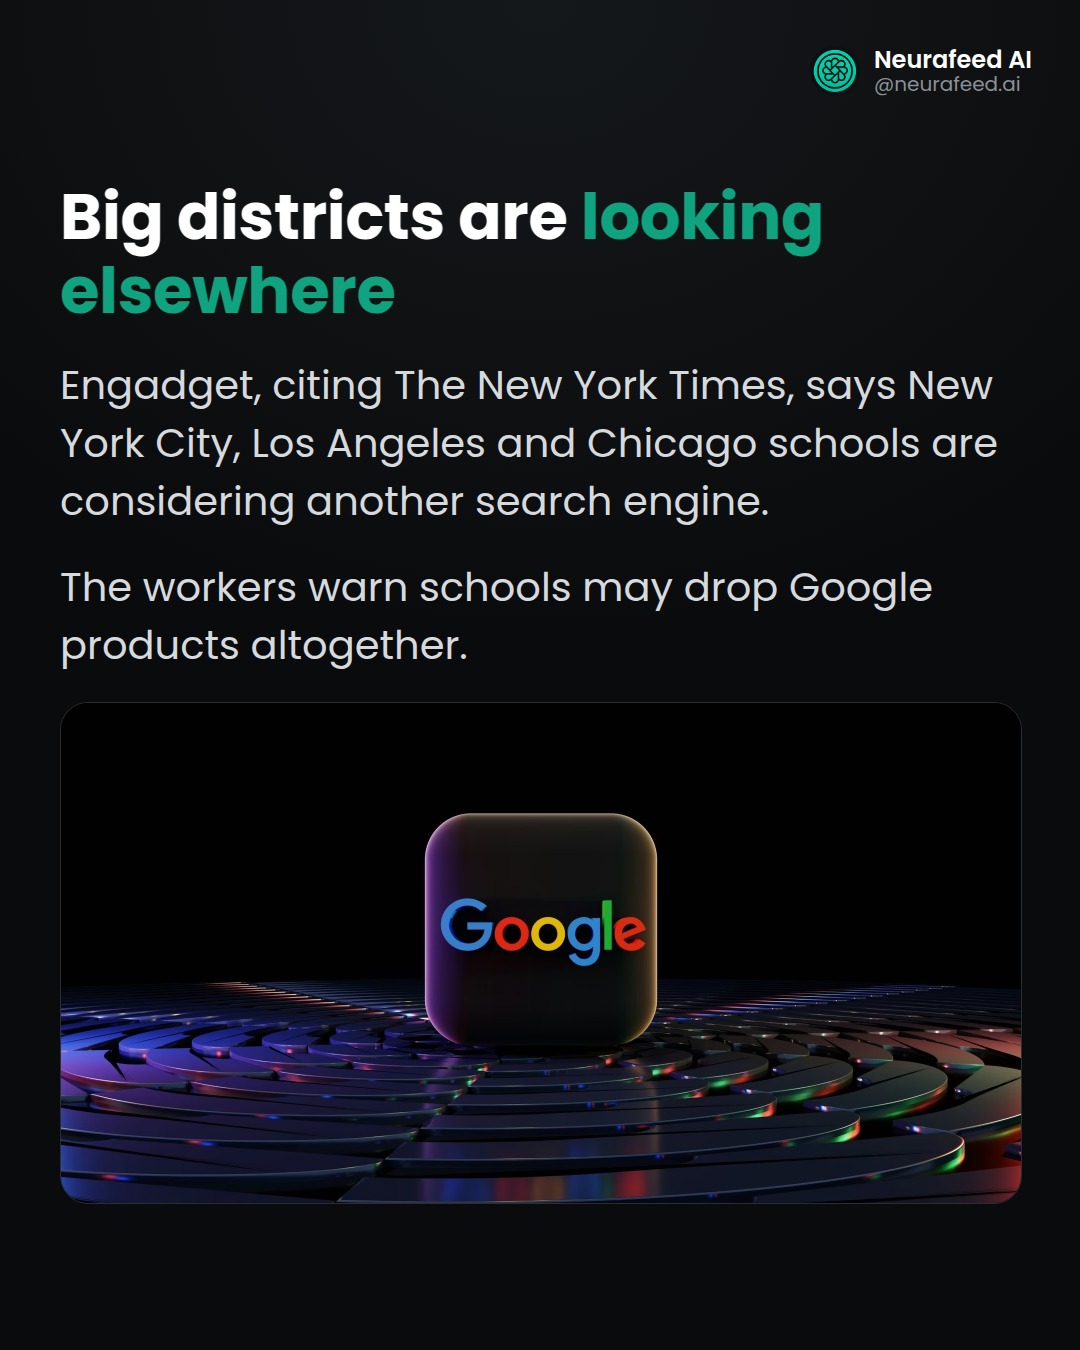 Neurafeed AI
@neurafeed.ai
Big districts are looking
elsewhere
Engadget, citing The New York Times, says New
York City, Los Angeles and Chicago schools are
considering another search engine.
The workers warn schools may drop Google
products altogether.
Google